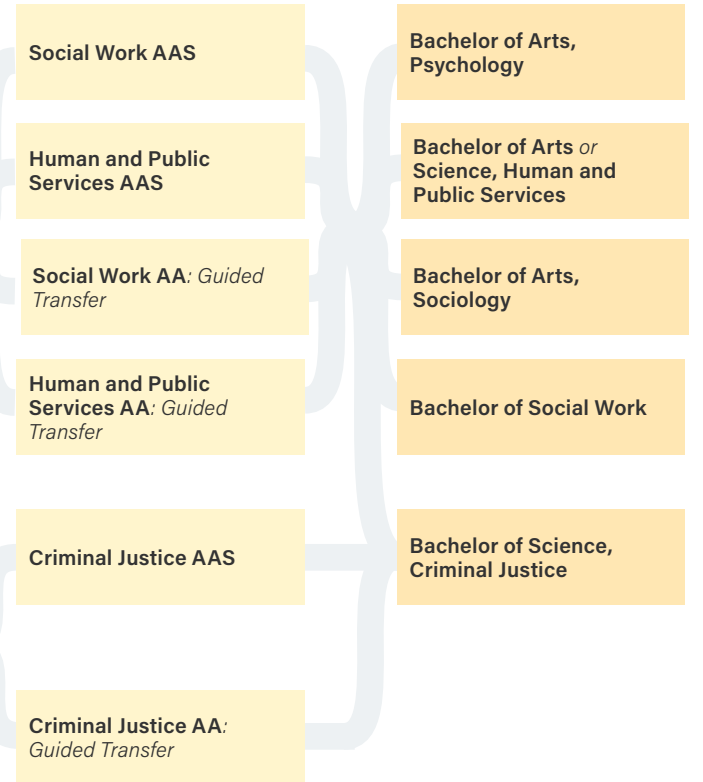 Social Work AAS
Human and Public
Services AAS
Social Work AA: Guided
Transfer
Human and Public
Services AA: Guided
Transfer
Criminal Justice AAS
Criminal Justice AA:
Guided Transfer
Bachelor of Arts,
Psychology
Bachelor of Arts or
Science, Human and
Public Services
Bachelor of Arts,
Sociology
Bachelor of Social Work
Bachelor of Science,
Criminal Justice